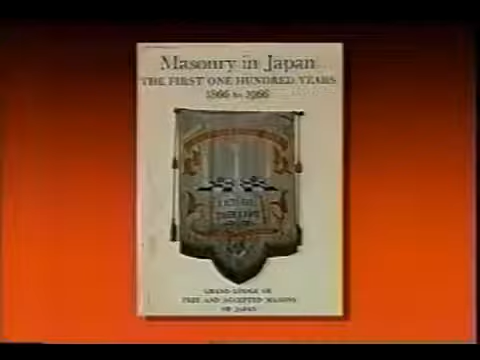 Masonry in Japan
THE FIRST ONE HUNDRED YEARS
1866 to 1966
GRAND LODGE OF
FREE AND ACCEPTED MASONS
OF JAPAN